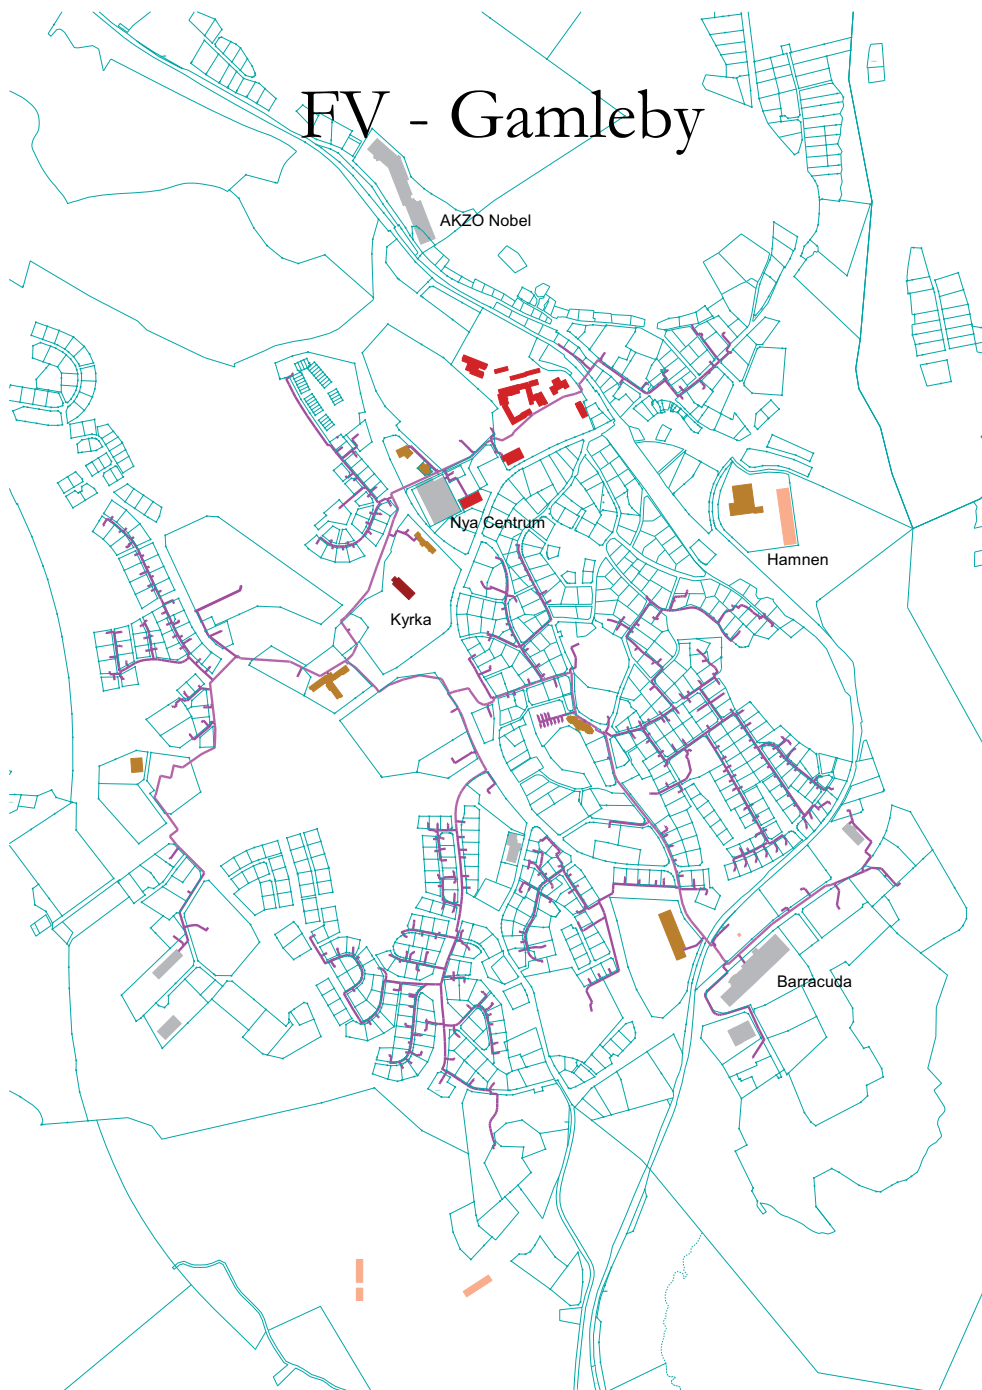 FV - Gamleby
AKZO Nobel
Nya Centrum
Hamnen
Kyrka
Barracuda